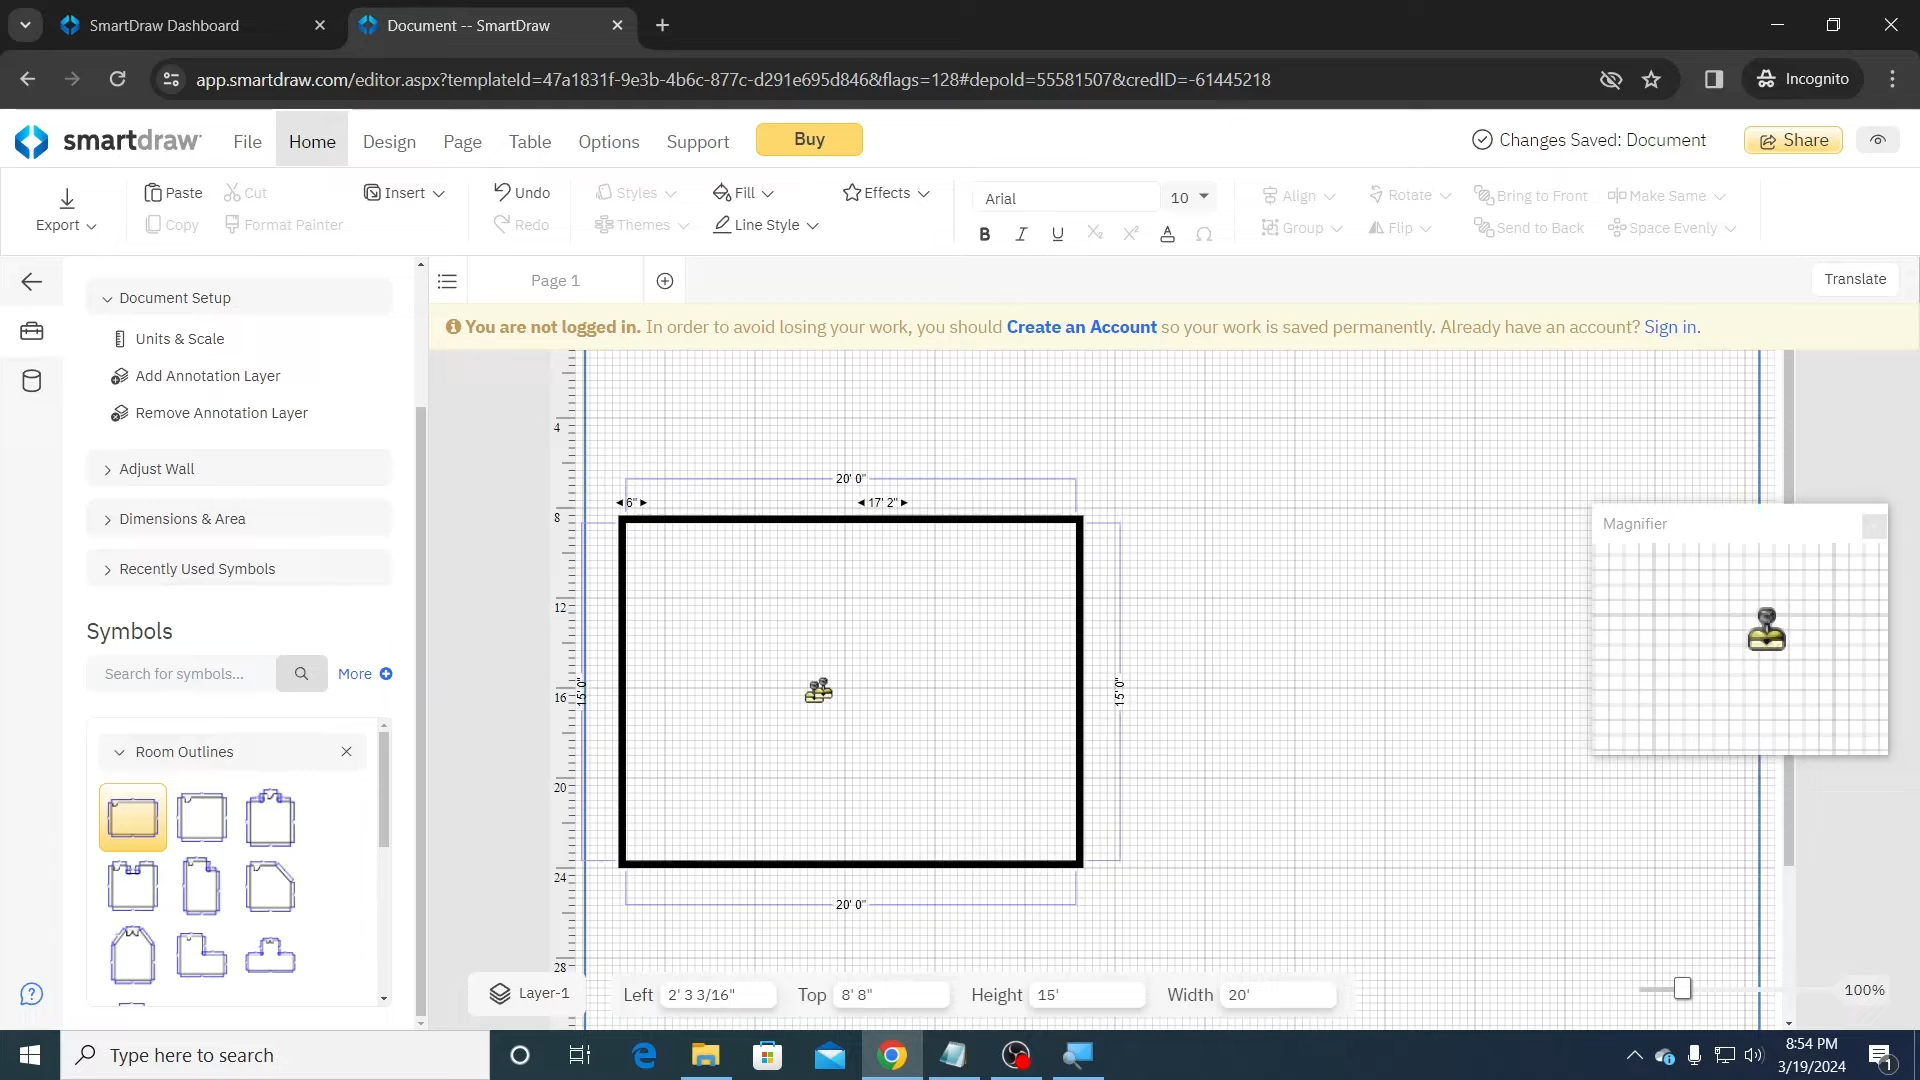 SmartDraw Dashboard
Document -- SmartDraw
app.smartdraw.com/editor.aspx?templateId=47a1831f-9e3b-4b6c-877c-d291e695d846&flags=128#depoId=55581507&credID=-61445218
Incognito
smartdraw
File
Home
Design
Page
Table
Options
Support
Buy
Changes Saved: Document
Share
Export
Paste
Cut
Copy
Format Painter
Insert
Undo
Redo
Styles
Themes
Fill
Line Style
Effects
Arial
10
Align
Group
Rotate
Flip
Bring to Front
Send to Back
Make Same
Space Evenly
Document Setup
Units & Scale
Add Annotation Layer
Remove Annotation Layer
Adjust Wall
Dimensions & Area
Recently Used Symbols
Symbols
Search for symbols...
More
Room Outlines
Page 1
Translate
You are not logged in. In order to avoid losing your work, you should Create an Account so your work is saved permanently. Already have an account? Sign in.
4
8
12
16
20
24
28
20' 0"
6"
17' 2"
15' 0"
15' 0"
20' 0"
Magnifier
Layer-1
Left
2' 3 3/16"
Top
8' 8"
Height
15'
Width
20'
100%
Type here to search
8:54 PM
3/19/2024
1